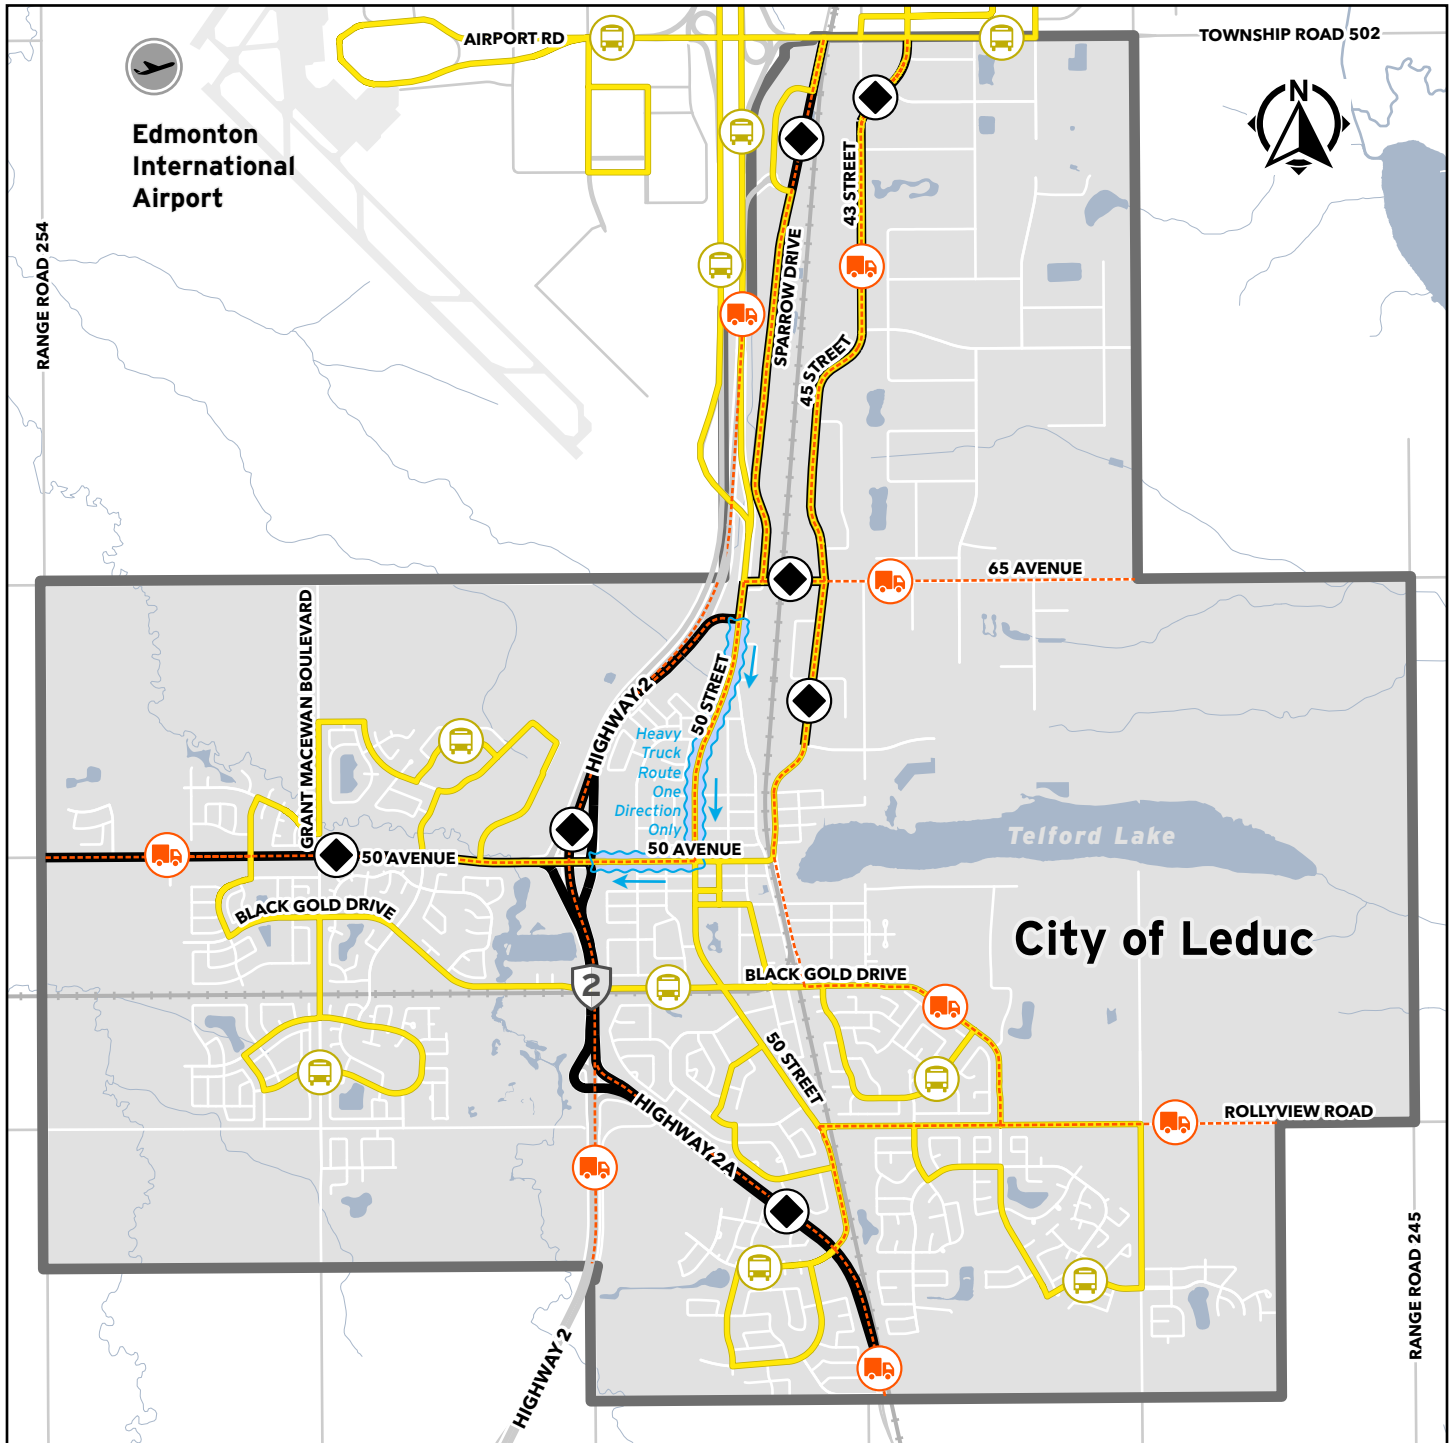 AIRPORT RD
TOWNSHIP ROAD 502
N
Edmonton
International
Airport
RANGE ROAD 254
43 STREET
SPARROW DRIVE
45 STREET
65 AVENUE
GRANT MACEWAN BOULEVARD
HIGHWAY 2
50 STREET
Heavy
Truck
Route
One
Direction
Only
50 AVENUE
50 AVENUE
Telford Lake
BLACK GOLD DRIVE
City of Leduc
BLACK GOLD DRIVE
2
50 STREET
HIGHWAY 2A
ROLLYVIEW ROAD
RANGE ROAD 245
HIGHWAY 2